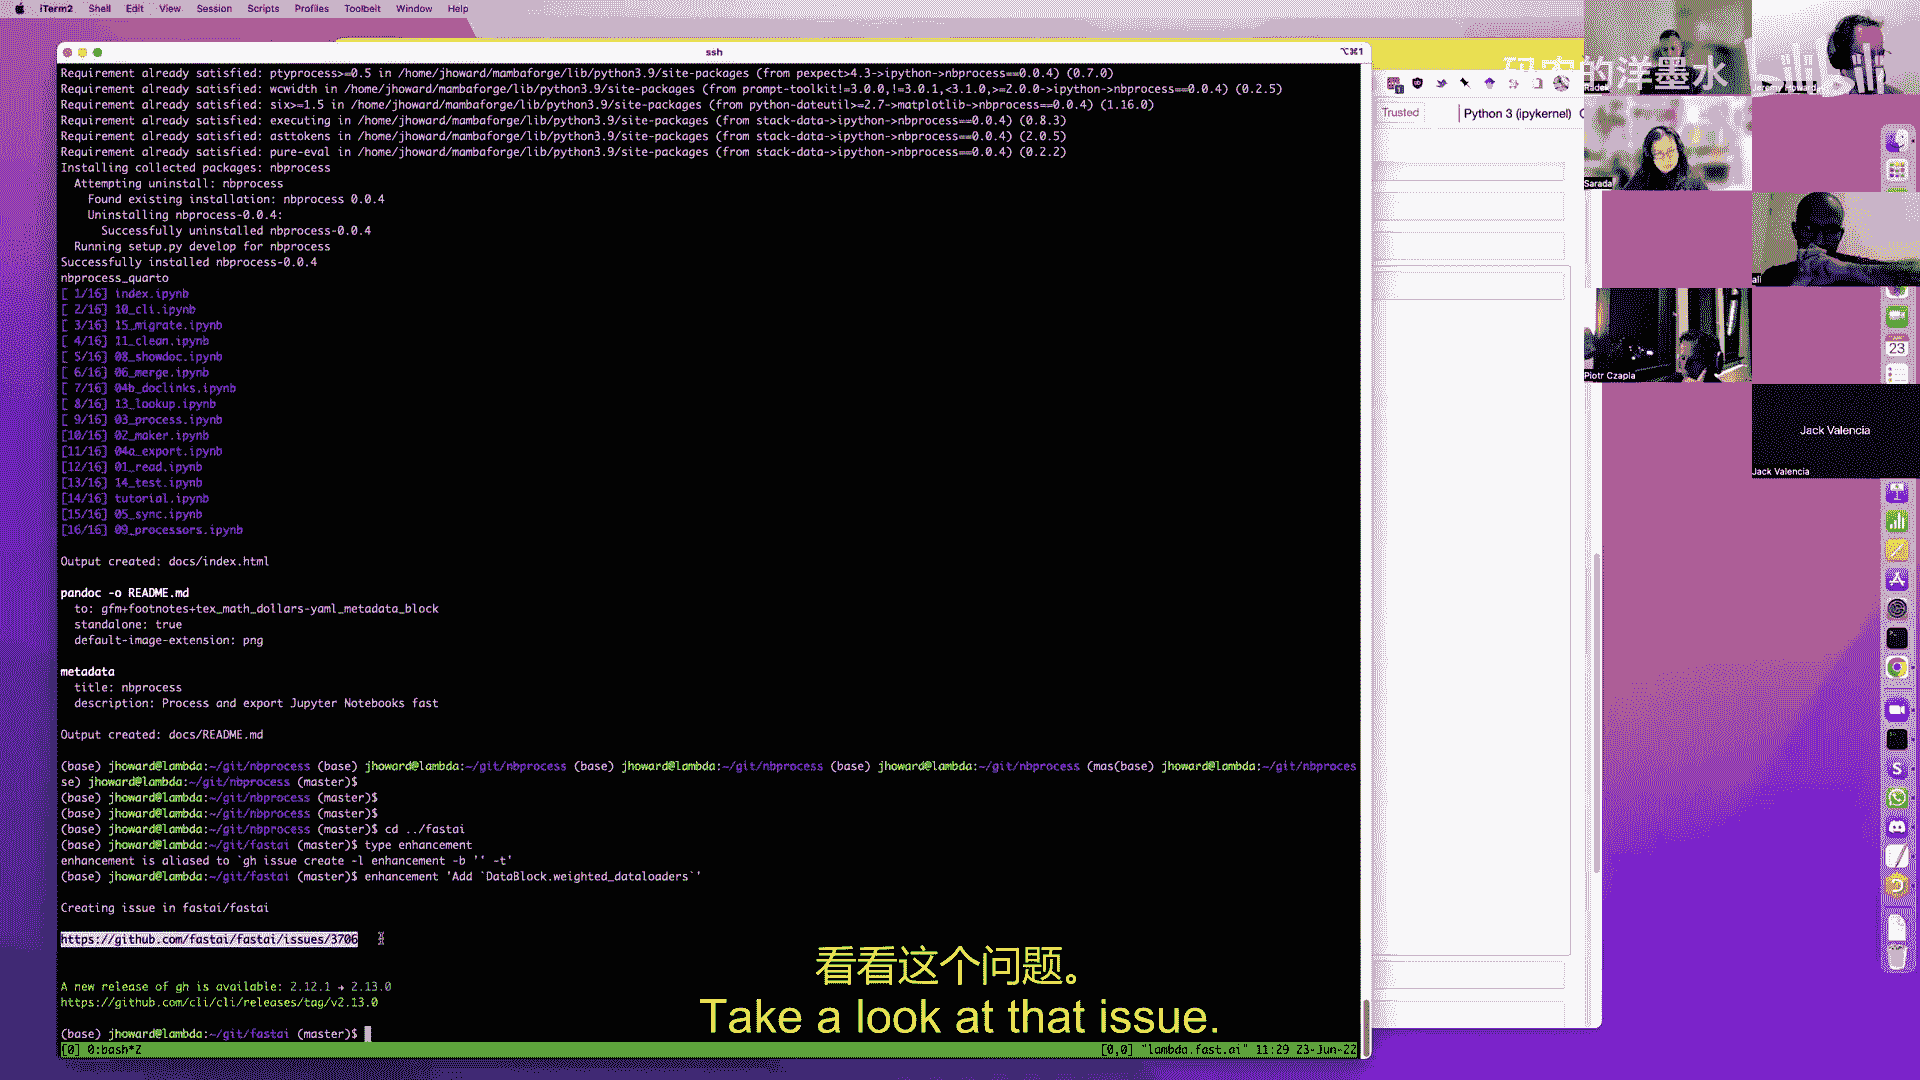 iTerm2 Shell Edit View Session Scripts Profiles Toolbelt Window Help
ssh
⌥⌘1
Requirement already satisfied: ptyprocess>=0.5 in /home/jhoward/mambaforge/lib/python3.9/site-packages (from pexpect>4.3->ipython->nbprocess==0.0.4) (0.7.0)
Requirement already satisfied: wcwidth in /home/jhoward/mambaforge/lib/python3.9/site-packages (from prompt-toolkit!=3.0.0,!=3.0.1,<3.1.0,>=2.0.0->ipython->nbprocess==0.0.4) (0.2.5)
Requirement already satisfied: six>=1.5 in /home/jhoward/mambaforge/lib/python3.9/site-packages (from python-dateutil>=2.7->matplotlib->nbprocess==0.0.4) (1.16.0)
Requirement already satisfied: executing in /home/jhoward/mambaforge/lib/python3.9/site-packages (from stack-data->ipython->nbprocess==0.0.4) (0.8.3)
Requirement already satisfied: asttokens in /home/jhoward/mambaforge/lib/python3.9/site-packages (from stack-data->ipython->nbprocess==0.0.4) (2.0.5)
Requirement already satisfied: pure-eval in /home/jhoward/mambaforge/lib/python3.9/site-packages (from stack-data->ipython->nbprocess==0.0.4) (0.2.2)
Installing collected packages: nbprocess
Attempting uninstall: nbprocess
Found existing installation: nbprocess 0.0.4
Uninstalling nbprocess-0.0.4:
Successfully uninstalled nbprocess-0.0.4
Running setup.py develop for nbprocess
Successfully installed nbprocess-0.0.4
nbprocess_quarto
[ 1/16] index.ipynb
[ 2/16] 10_cli.ipynb
[ 3/16] 15_migrate.ipynb
[ 4/16] 11_clean.ipynb
[ 5/16] 08_showdoc.ipynb
[ 6/16] 06_merge.ipynb
[ 7/16] 04b_doclinks.ipynb
[ 8/16] 13_lookup.ipynb
[ 9/16] 03_process.ipynb
[10/16] 02_maker.ipynb
[11/16] 04a_export.ipynb
[12/16] 01_read.ipynb
[13/16] 14_test.ipynb
[14/16] tutorial.ipynb
[15/16] 05_sync.ipynb
[16/16] 09_processors.ipynb
Output created: docs/index.html
pandoc -o README.md
to: gfm+footnotes+tex_math_dollars-yaml_metadata_block
standalone: true
default-image-extension: png
metadata
title: nbprocess
description: Process and export Jupyter Notebooks fast
Output created: docs/README.md
(base) jhoward@lambda:~/git/nbprocess (base) jhoward@lambda:~/git/nbprocess (base) jhoward@lambda:~/git/nbprocess (base) jhoward@lambda:~/git/nbprocess (mas(base) jhoward@lambda:~/git/nbproces
se) jhoward@lambda:~/git/nbprocess (master)$
(base) jhoward@lambda:~/git/nbprocess (master)$
(base) jhoward@lambda:~/git/nbprocess (master)$
(base) jhoward@lambda:~/git/nbprocess (master)$ cd ../fastai
(base) jhoward@lambda:~/git/fastai (master)$ type enhancement
enhancement is aliased to `gh issue create -l enhancement -b '' -t'
(base) jhoward@lambda:~/git/fastai (master)$ enhancement 'Add `DataBlock.weighted_dataloaders`'
Creating issue in fastai/fastai
https://github.com/fastai/fastai/issues/3706
A new release of gh is available: 2.12.1 → 2.13.0
https://github.com/cli/cli/releases/tag/v2.13.0
(base) jhoward@lambda:~/git/fastai (master)$
[0] 0:bash*Z
[0,0] "lambda.fast.ai" 11:29 23-Jun-22
Trusted
Python 3 (ipykernel)
的洋墨水
bilibili
Radek
Jeremy Howard
Sarada
ali
Piotr Czapla
Jack Valencia
Jack Valencia
23
看看这个问题。
Take a look at that issue.